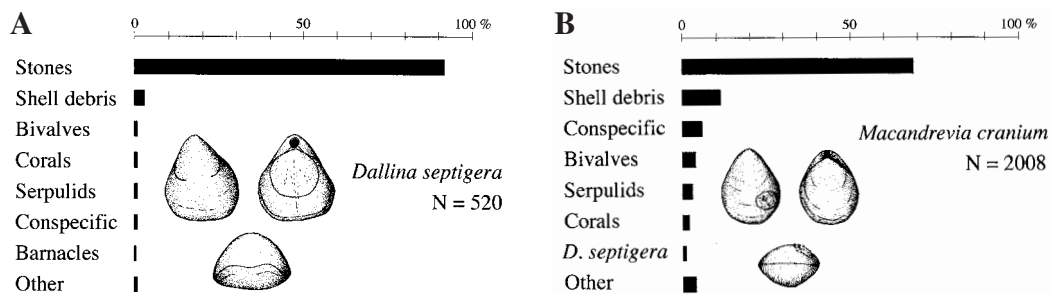 A
0 50 100 %
Stones
Shell debris
Bivalves
Corals
Serpulids
Conspecific
Barnacles
Other
Dallina septigera
N = 520
B
0 50 100 %
Stones
Shell debris
Conspecific
Bivalves
Serpulids
Corals
D. septigera
Other
Macandrevia cranium
N = 2008